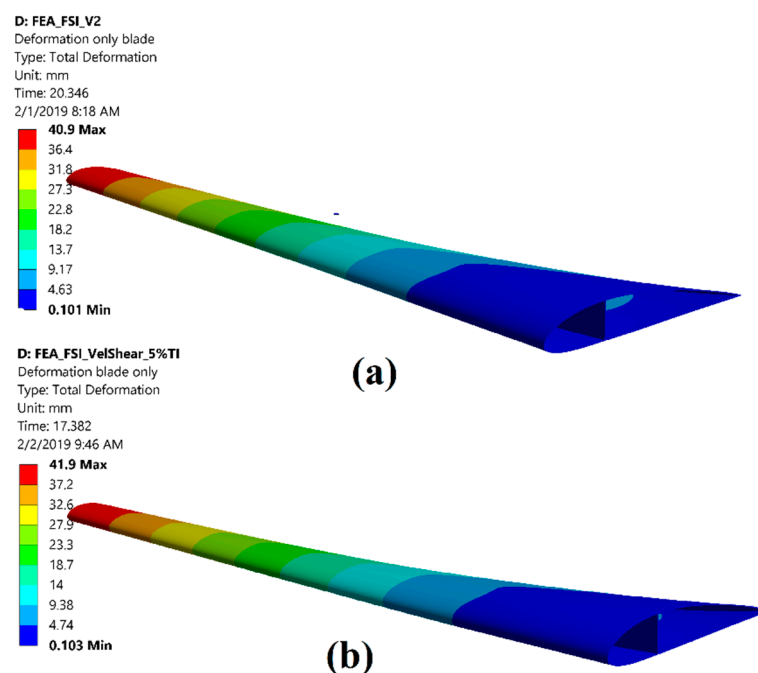 D: FEA_FSI_V2
Deformation only blade
Type: Total Deformation
Unit: mm
Time: 20.346
2/1/2019 8:18 AM
40.9 Max
36.4
31.8
27.3
22.8
18.2
13.7
9.17
4.63
0.101 Min
(a)
D: FEA_FSI_VelShear_5%TI
Deformation blade only
Type: Total Deformation
Unit: mm
Time: 17.382
2/2/2019 9:46 AM
41.9 Max
37.2
32.6
27.9
23.3
18.7
14
9.38
4.74
0.103 Min
(b)